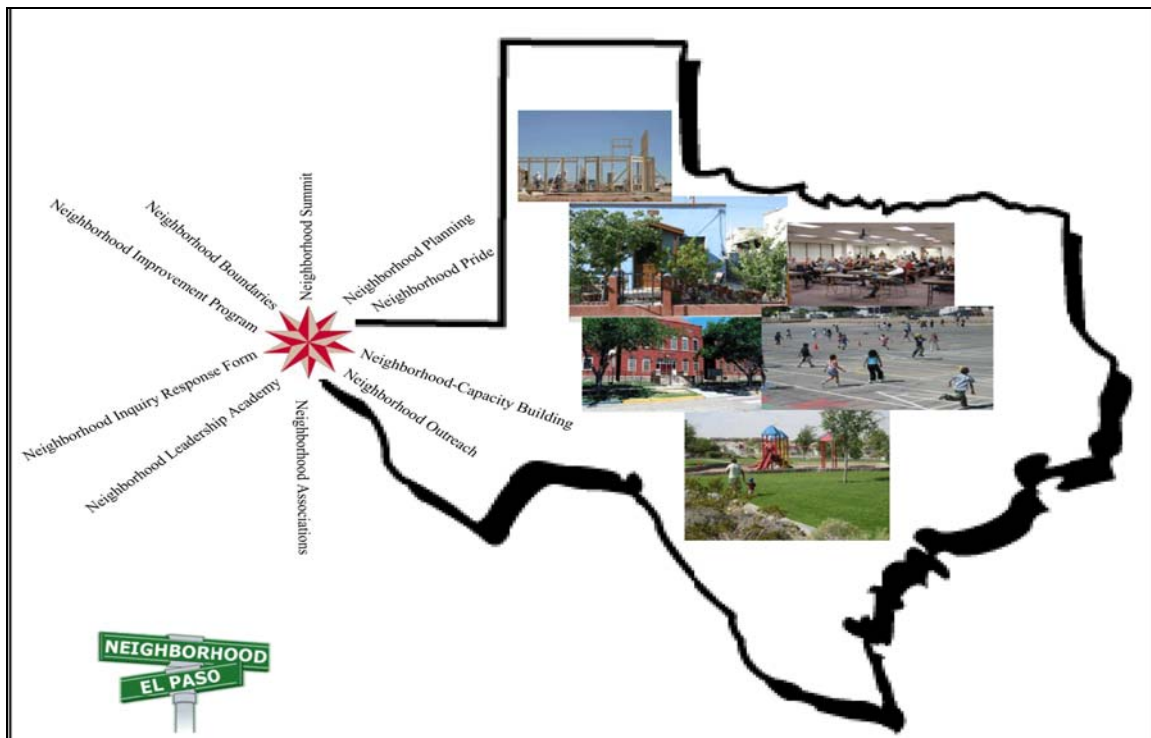 Neighborhood Summit
Neighborhood Planning
Neighborhood Pride
Neighborhood-Capacity Building
Neighborhood Outreach
Neighborhood Associations
Neighborhood Leadership Academy
Neighborhood Inquiry Response Form
Neighborhood Improvement Program
Neighborhood Boundaries
NEIGHBORHOOD
EL PASO